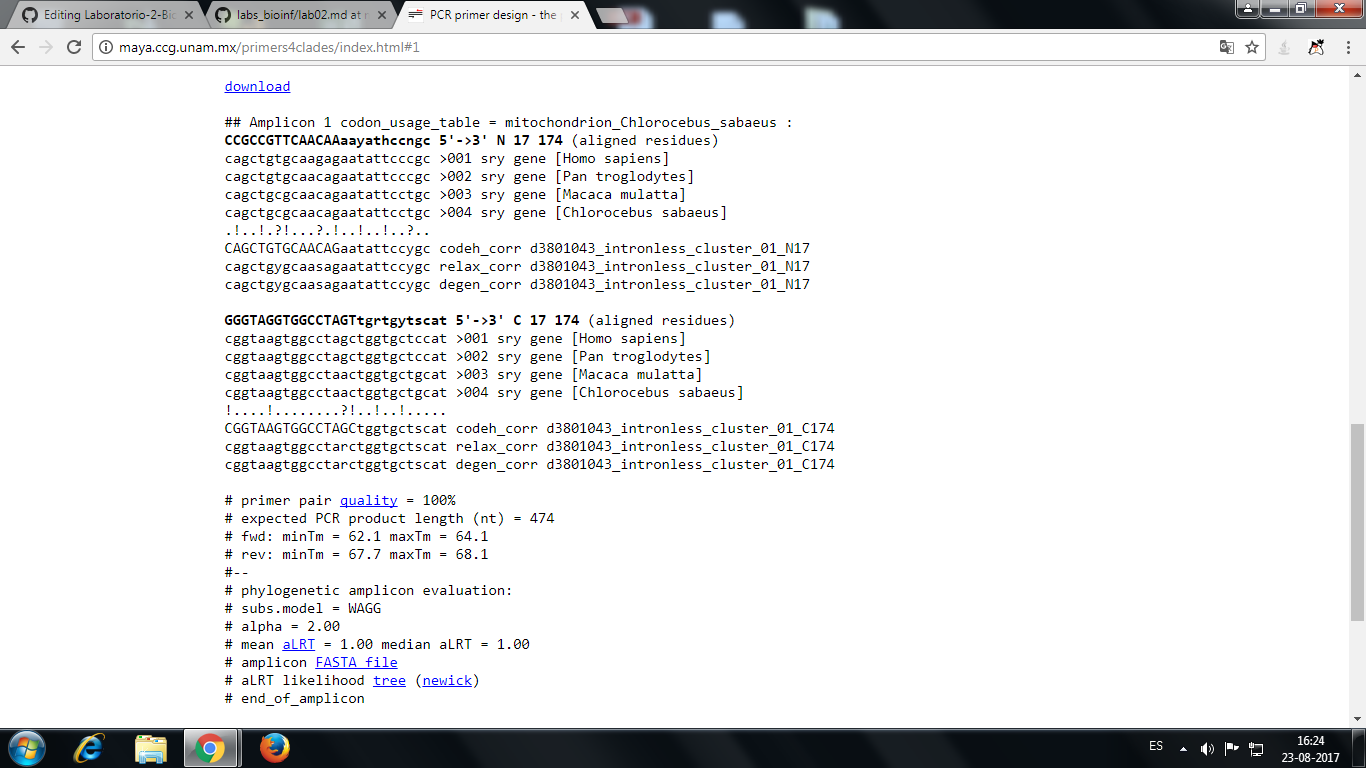 Editing Laboratorio-2-Bio
labs_bioinf/lab02.md at
PCR primer design - the
maya.ccg.unam.mx/primers4clades/index.html#1
download
## Amplicon 1 codon_usage_table = mitochondrion_Chlorocebus_sabaeus :
CCGCCGTTCAACAAaayathccngc 5'->3' N 17 174 (aligned residues)
cagctgtgcaagagaatattcccgc >001 sry gene [Homo sapiens]
cagctgtgcaacagaatattcccgc >002 sry gene [Pan troglodytes]
cagctgcgcaacagaatattcctgc >003 sry gene [Macaca mulatta]
cagctgcgcaacagaatattcctgc >004 sry gene [Chlorocebus sabaeus]
.!..!.?!...?.!..!..!..?..
CAGCTGTGCAACAGaatattccygc codeh_corr d3801043_intronless_cluster_01_N17
cagctgygcaasagaatattccygc relax_corr d3801043_intronless_cluster_01_N17
cagctgygcaasagaatattccygc degen_corr d3801043_intronless_cluster_01_N17
GGGTAGGTGGCCTAGTtgrtgytscat 5'->3' C 17 174 (aligned residues)
cggtaagtggcctagctggtgctccat >001 sry gene [Homo sapiens]
cggtaagtggcctagctggtgctccat >002 sry gene [Pan troglodytes]
cggtaagtggcctaactggtgctgcat >003 sry gene [Macaca mulatta]
cggtaagtggcctaactggtgctgcat >004 sry gene [Chlorocebus sabaeus]
!....!........?!..!..!.....
CGGTAAGTGGCCTAGCtggtgctscat codeh_corr d3801043_intronless_cluster_01_C174
cggtaagtggcctarctggtgctscat relax_corr d3801043_intronless_cluster_01_C174
cggtaagtggcctarctggtgctscat degen_corr d3801043_intronless_cluster_01_C174
# primer pair quality = 100%
# expected PCR product length (nt) = 474
# fwd: minTm = 62.1 maxTm = 64.1
# rev: minTm = 67.7 maxTm = 68.1
#--
# phylogenetic amplicon evaluation:
# subs.model = WAGG
# alpha = 2.00
# mean aLRT = 1.00 median aLRT = 1.00
# amplicon FASTA file
# aLRT likelihood tree (newick)
# end_of_amplicon
ES
16:24
23-08-2017